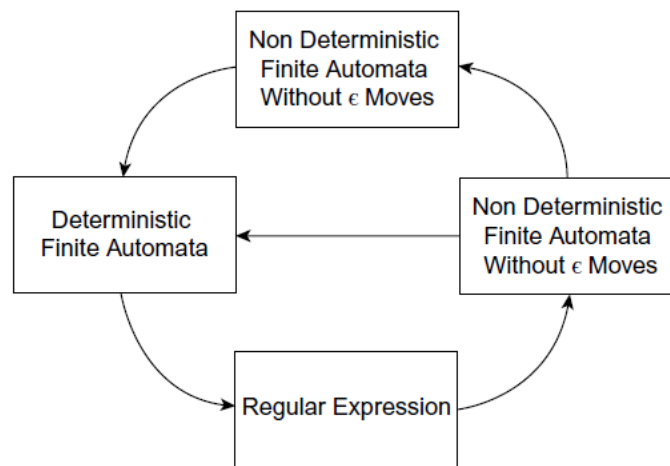 Non Deterministic
Finite Automata
Without ϵ Moves
Deterministic
Finite Automata
Non Deterministic
Finite Automata
Without ϵ Moves
Regular Expression